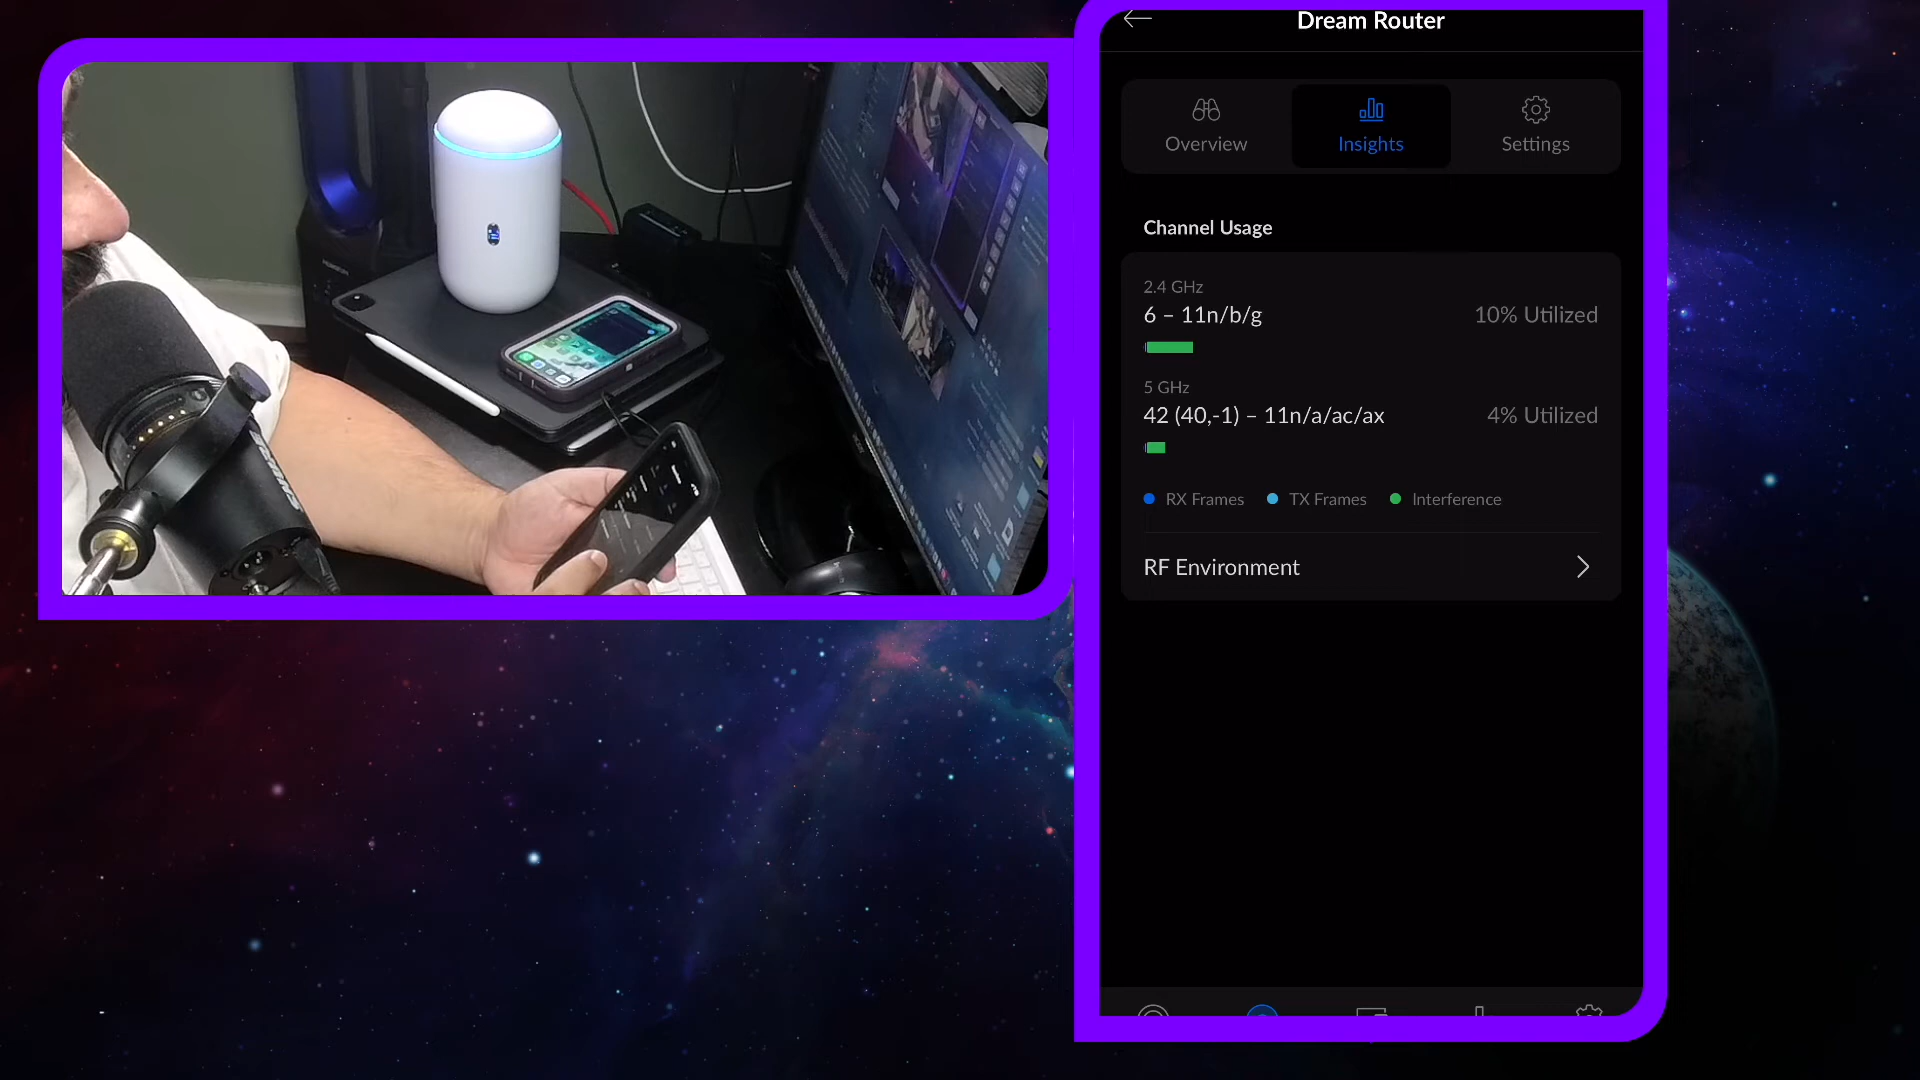 Dream Router
Overview
Insights
Settings
Channel Usage
2.4 GHz
6 – 11n/b/g
10% Utilized
5 GHz
42 (40,-1) – 11n/a/ac/ax
4% Utilized
RX Frames
TX Frames
Interference
RF Environment